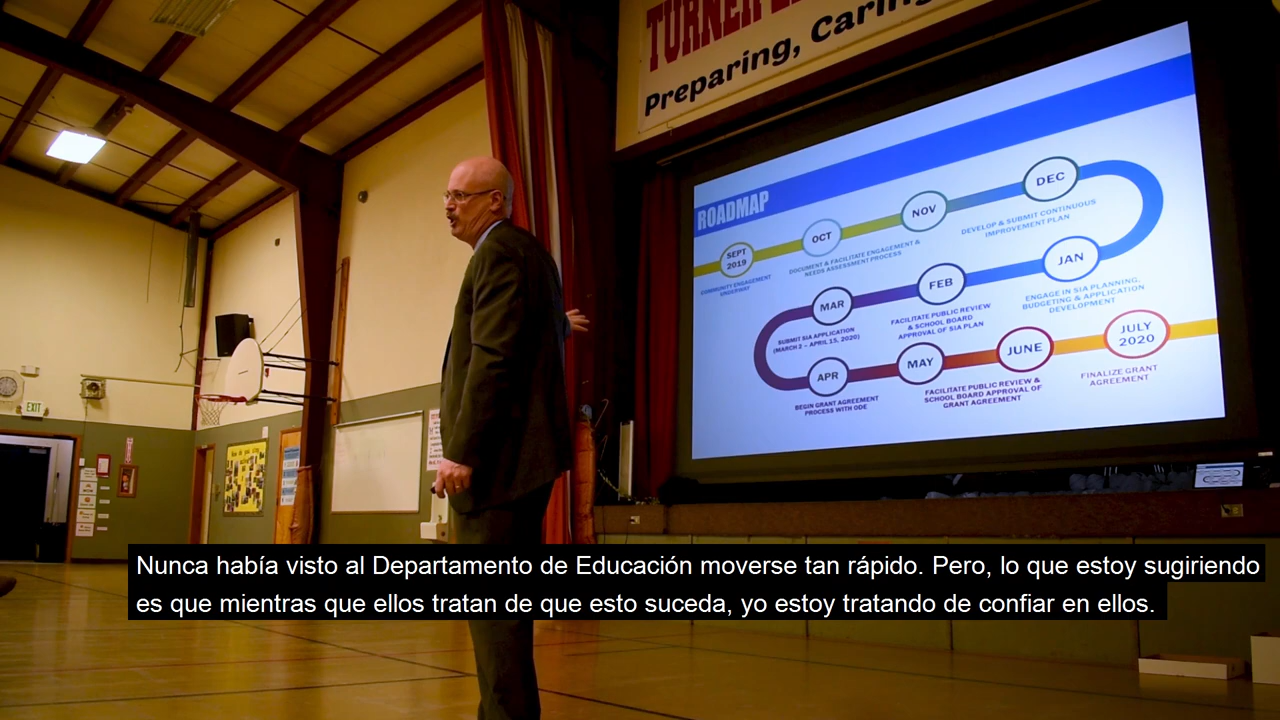 TURNER
Preparing, Caring
ROADMAP
SEPT
2019
COMMUNITY ENGAGEMENT
UNDERWAY
OCT
NOV
DOCUMENT & FACILITATE ENGAGEMENT &
NEEDS ASSESSMENT PROCESS
DEC
DEVELOP & SUBMIT CONTINUOUS
IMPROVEMENT PLAN
JAN
ENGAGE IN SIA PLANNING,
BUDGETING & APPLICATION
DEVELOPMENT
FEB
FACILITATE PUBLIC REVIEW
& SCHOOL BOARD
APPROVAL OF SIA PLAN
MAR
SUBMIT SIA APPLICATION
(MARCH 2 – APRIL 15, 2020)
APR
BEGIN GRANT AGREEMENT
PROCESS WITH ODE
MAY
JUNE
FACILITATE PUBLIC REVIEW &
SCHOOL BOARD APPROVAL OF
GRANT AGREEMENT
JULY
2020
FINALIZE GRANT
AGREEMENT
EXIT
Nunca había visto al Departamento de Educación moverse tan rápido. Pero, lo que estoy sugiriendo
es que mientras que ellos tratan de que esto suceda, yo estoy tratando de confiar en ellos.